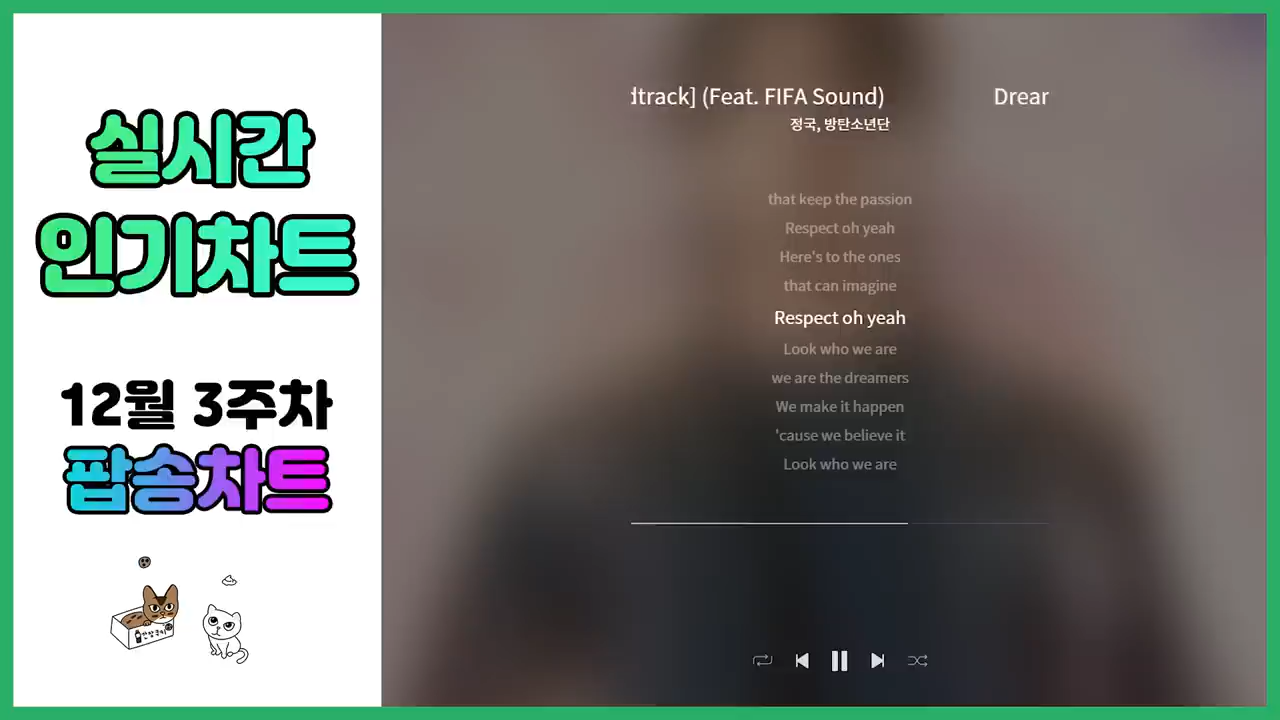 실시간
인기차트
12월 3주차
팝송차트
dtrack] (Feat. FIFA Sound)
Drear
정국, 방탄소년단
that keep the passion
Respect oh yeah
Here's to the ones
that can imagine
Respect oh yeah
Look who we are
we are the dreamers
We make it happen
'cause we believe it
Look who we are